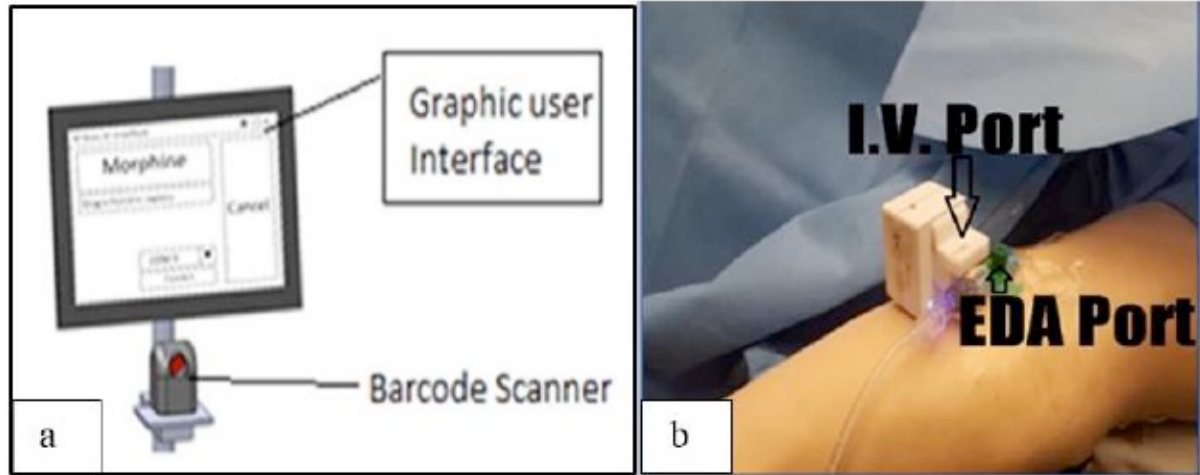 Morphine
Cancel
Graphic user
Interface
Barcode Scanner
a
I.V. Port
EDA Port
b